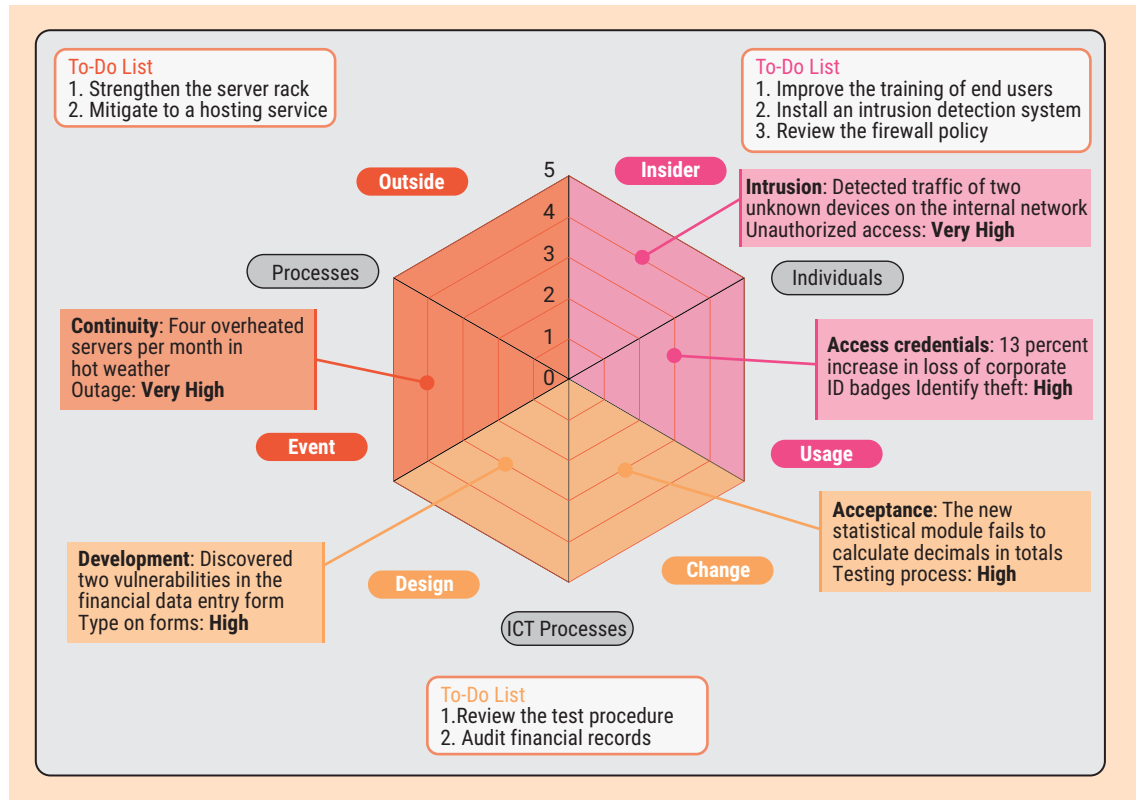 To-Do List
1. Strengthen the server rack
2. Mitigate to a hosting service
To-Do List
1. Improve the training of end users
2. Install an intrusion detection system
3. Review the firewall policy
Outside
Insider
5
4
3
2
1
0
Intrusion: Detected traffic of two
unknown devices on the internal network
Unauthorized access: Very High
Processes
Individuals
Continuity: Four overheated
servers per month in
hot weather
Outage: Very High
Access credentials: 13 percent
increase in loss of corporate
ID badges Identify theft: High
Event
Usage
Acceptance: The new
statistical module fails to
calculate decimals in totals
Testing process: High
Development: Discovered
two vulnerabilities in the
financial data entry form
Type on forms: High
Design
Change
ICT Processes
To-Do List
1.Review the test procedure
2. Audit financial records